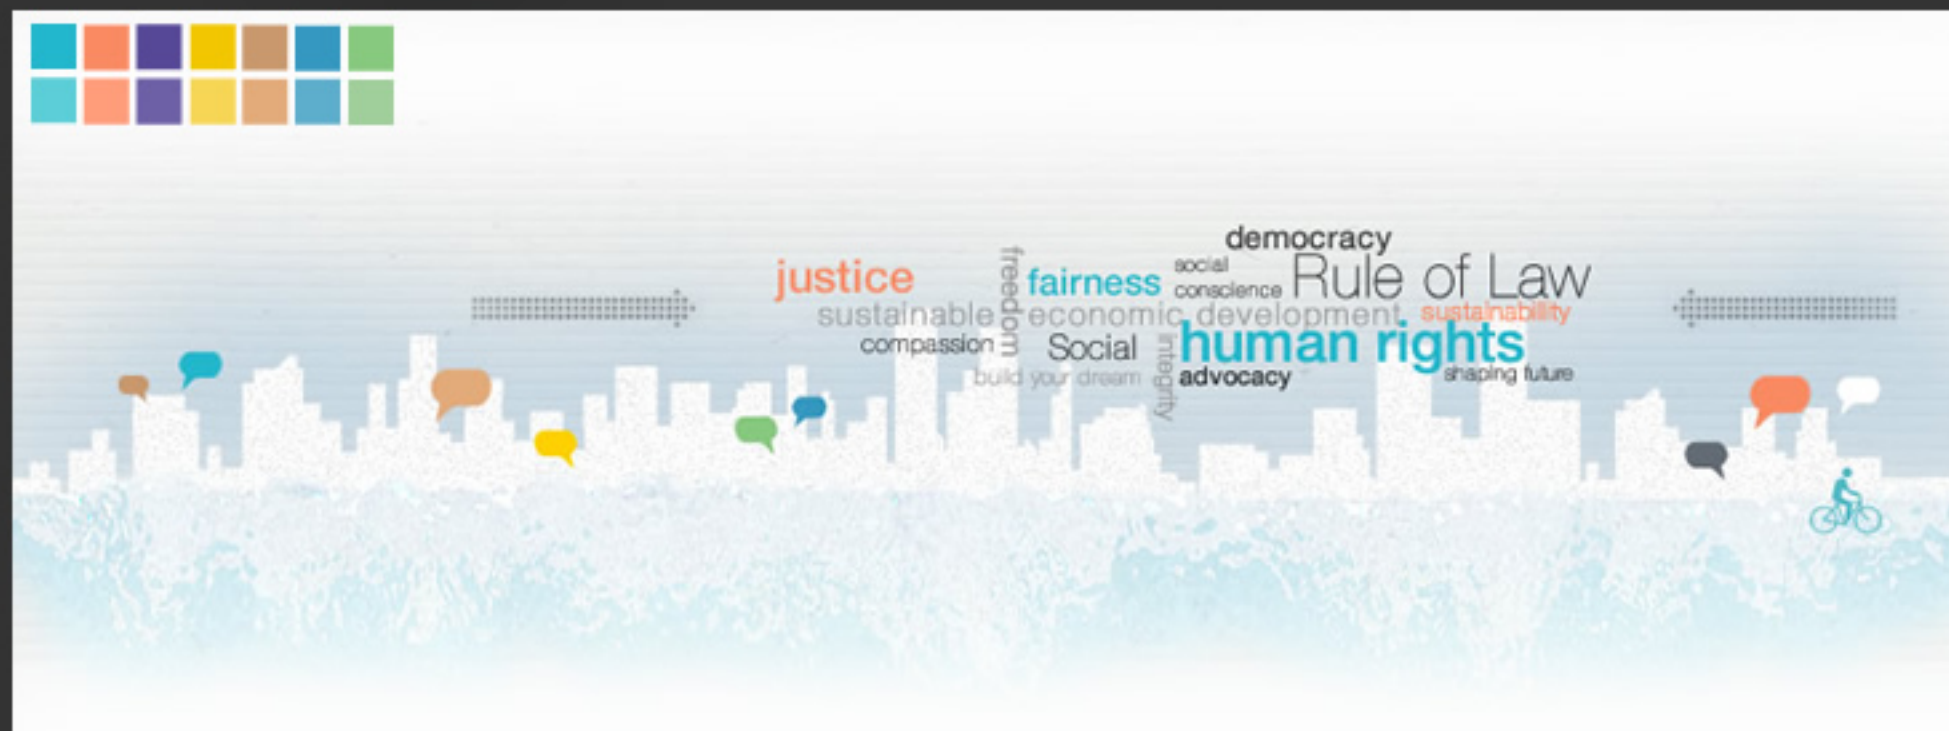 democracy
justice
freedom
fairness
social
conscience
Rule of Law
sustainable economic development
sustainability
compassion
Social
integrity
human rights
build your dream
advocacy
shaping future